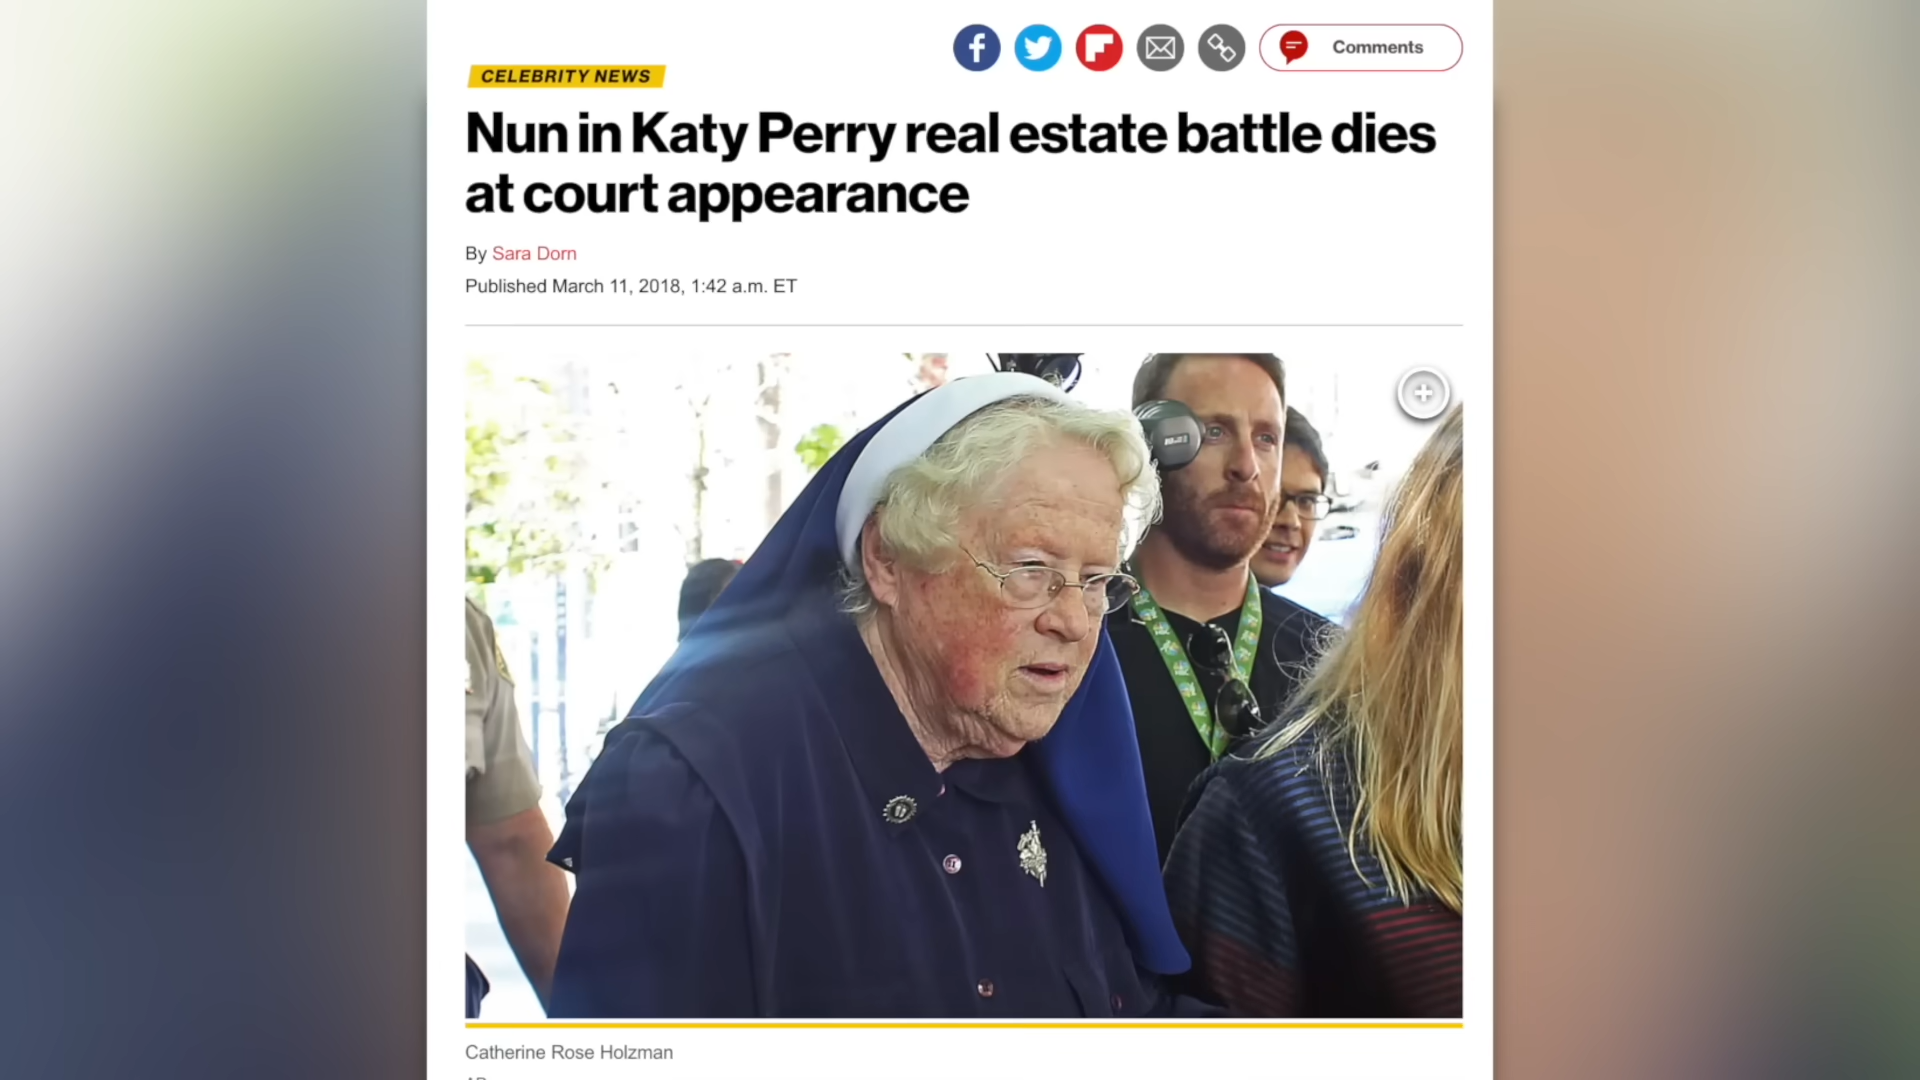 Comments
CELEBRITY NEWS
Nun in Katy Perry real estate battle dies
at court appearance
By Sara Dorn
Published March 11, 2018, 1:42 a.m. ET
Catherine Rose Holzman